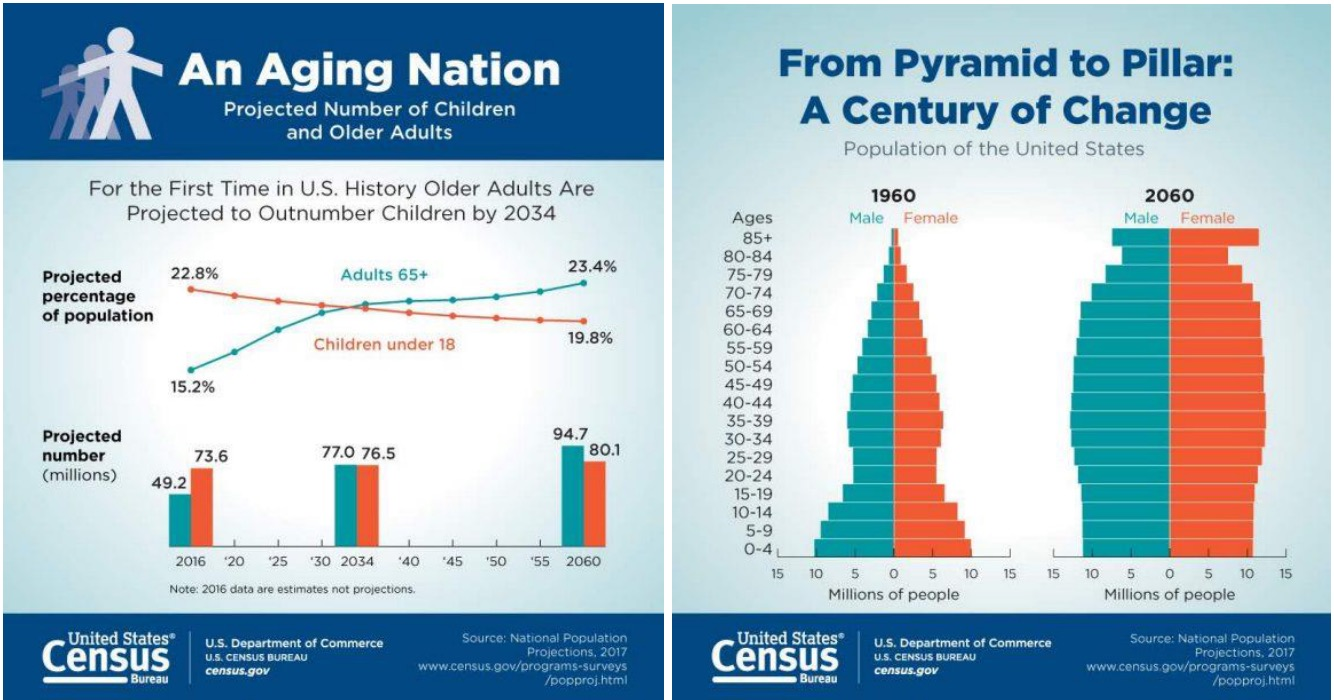 An Aging Nation
Projected Number of Children
and Older Adults
For the First Time in U.S. History Older Adults Are
Projected to Outnumber Children by 2034
Projected
percentage
of population
22.8%
Adults 65+
23.4%
15.2%
Children under 18
19.8%
Projected
number
(millions)
49.2
73.6
77.0
76.5
94.7
80.1
2016 '20 '25 '30 2034 '40 '45 '50 '55 2060
Note: 2016 data are estimates not projections.
United States®
Census
Bureau
U.S. Department of Commerce
U.S. CENSUS BUREAU
census.gov
Source: National Population
Projections, 2017
www.census.gov/programs-surveys
/popproj.html
From Pyramid to Pillar:
A Century of Change
Population of the United States
1960
2060
Ages
Male Female
Male Female
85+
80-84
75-79
70-74
65-69
60-64
55-59
50-54
45-49
40-44
35-39
30-34
25-29
20-24
15-19
10-14
5-9
0-4
15 10 5 0 5 10 15
15 10 5 0 5 10 15
Millions of people
Millions of people
United States®
Census
Bureau
U.S. Department of Commerce
U.S. CENSUS BUREAU
census.gov
Source: National Population
Projections, 2017
www.census.gov/programs-surveys
/popproj.html